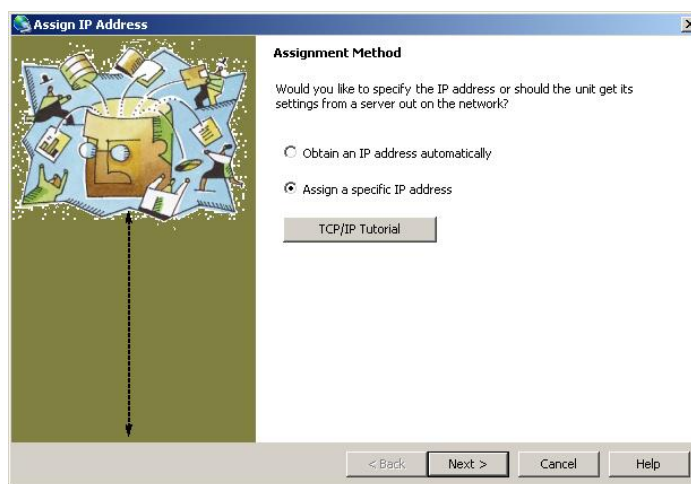 Assign IP Address
Assignment Method
Would you like to specify the IP address or should the unit get its
settings from a server out on the network?
Obtain an IP address automatically
Assign a specific IP address
TCP/IP Tutorial
< Back
Next >
Cancel
Help